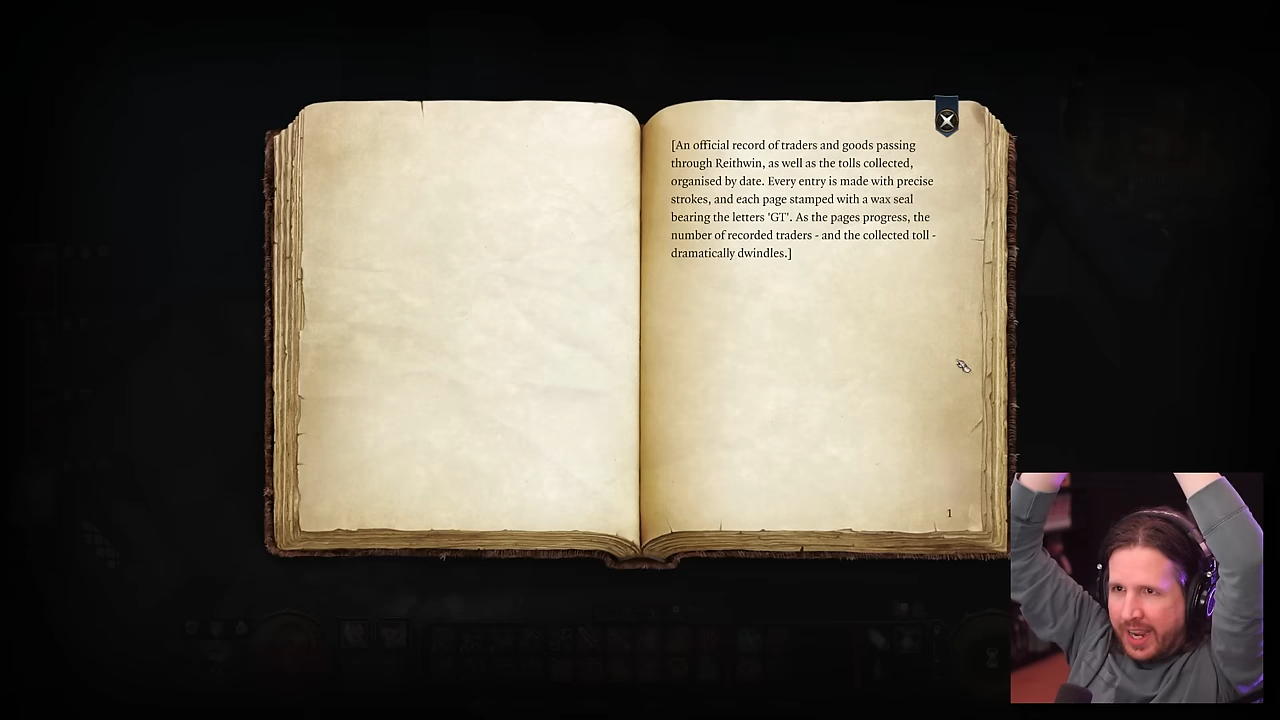 [An official record of traders and goods passing
through Reithwin, as well as the tolls collected,
organised by date. Every entry is made with precise
strokes, and each page stamped with a wax seal
bearing the letters 'GT'. As the pages progress, the
number of recorded traders - and the collected toll -
dramatically dwindles.]
1